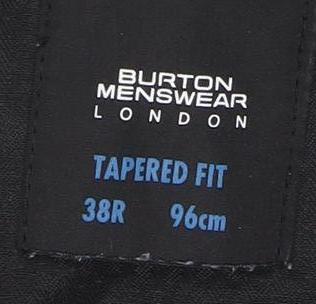 BURTON
MENSWEAR
LONDON
TAPERED FIT
38R 96cm